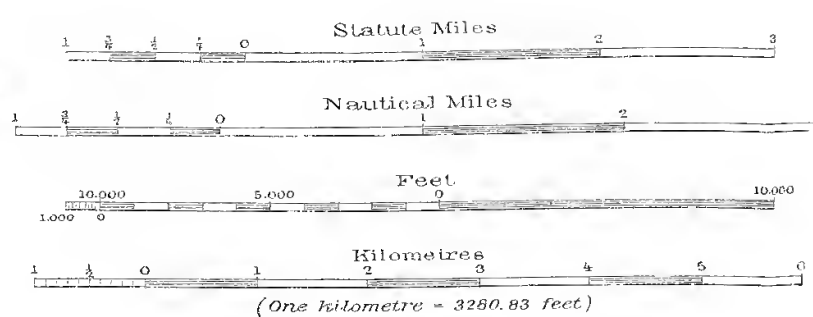 Statute Miles
1 3/4 1/2 1/4 0 1 2 3
Nautical Miles
1 3/4 1/2 0 1 2
Feet
10.000 5.000 0 10.000
1.000 0
Kilometres
1 1/2 0 1 2 3 4 5 6
(One kilometre = 3280.83 feet)